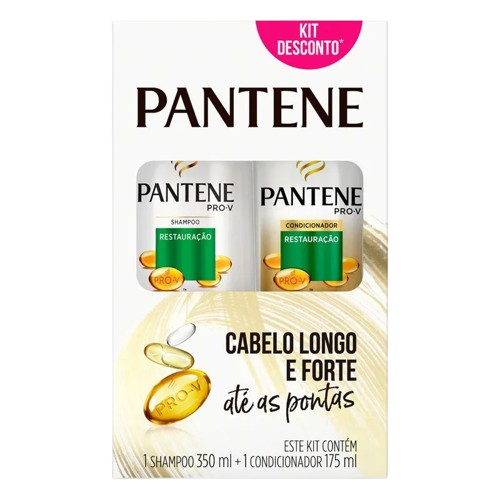 KIT
DESCONTO*
PANTENE
PANTENE
PRO-V
SHAMPOO
RESTAURAÇÃO
PRO-V
PANTENE
PRO-V
CONDICIONADOR
RESTAURAÇÃO
PRO-V
CABELO LONGO
E FORTE
até as pontas
PRO-V
ESTE KIT CONTÉM
1 SHAMPOO 350 ml + 1 CONDICIONADOR 175 ml